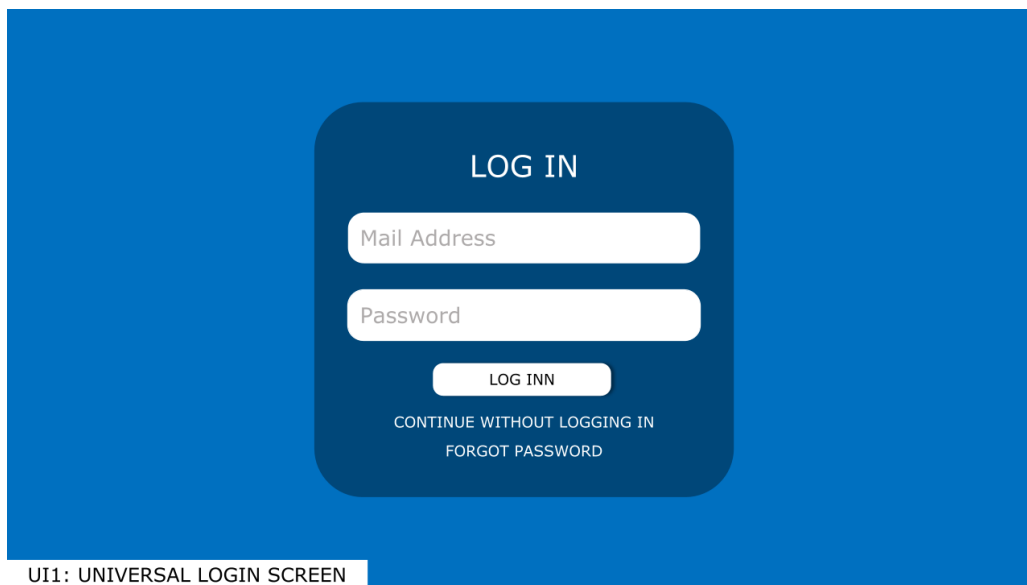 LOG IN
Mail Address
Password
LOG INN
CONTINUE WITHOUT LOGGING IN
FORGOT PASSWORD
UI1: UNIVERSAL LOGIN SCREEN